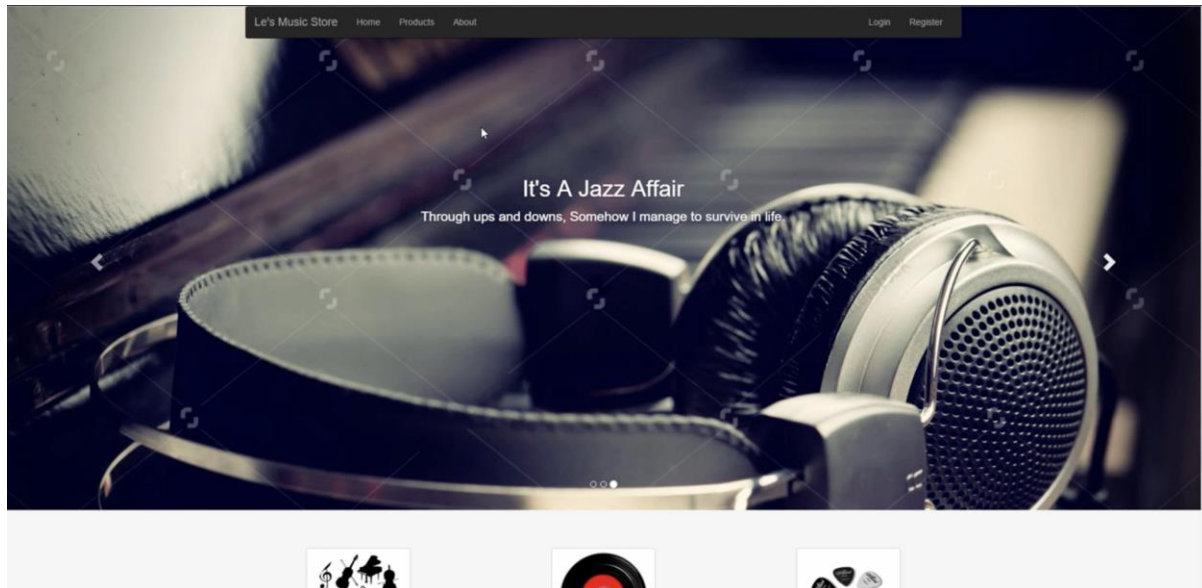 Le's Music Store Home Products About Login Register
It's A Jazz Affair
Through ups and downs, Somehow I manage to survive in life.